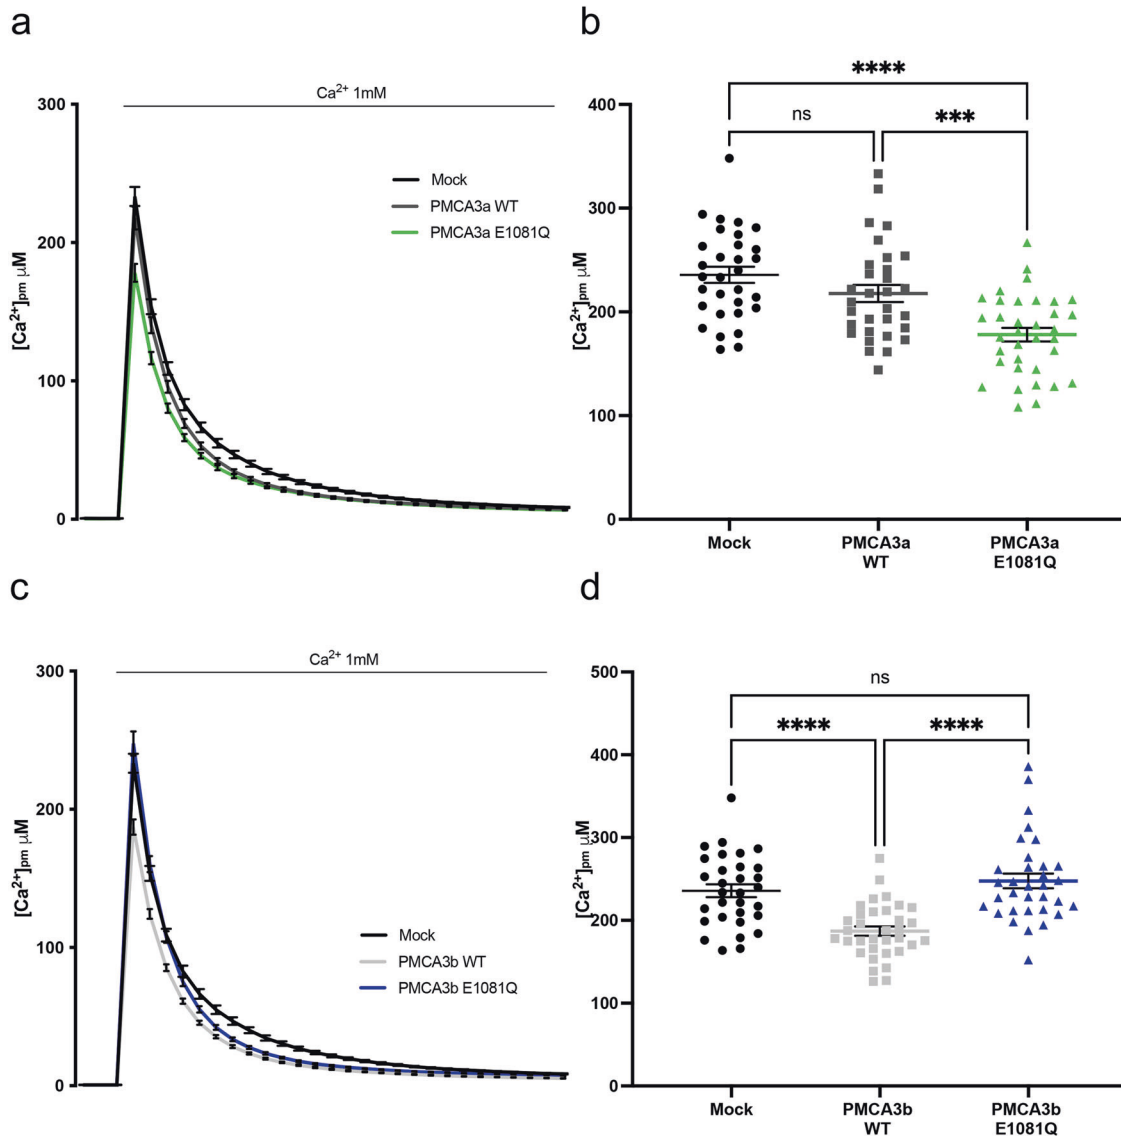 a
Ca²⁺ 1mM
300
200
100
0
[Ca²⁺]pm μM
Mock
PMCA3a WT
PMCA3a E1081Q
b
****
ns
***
400
300
200
100
0
[Ca²⁺]pm μM
Mock
PMCA3a
WT
PMCA3a
E1081Q
c
Ca²⁺ 1mM
300
200
100
0
[Ca²⁺]pm μM
Mock
PMCA3b WT
PMCA3b E1081Q
d
ns
****
****
500
400
300
200
100
0
[Ca²⁺]pm μM
Mock
PMCA3b
WT
PMCA3b
E1081Q